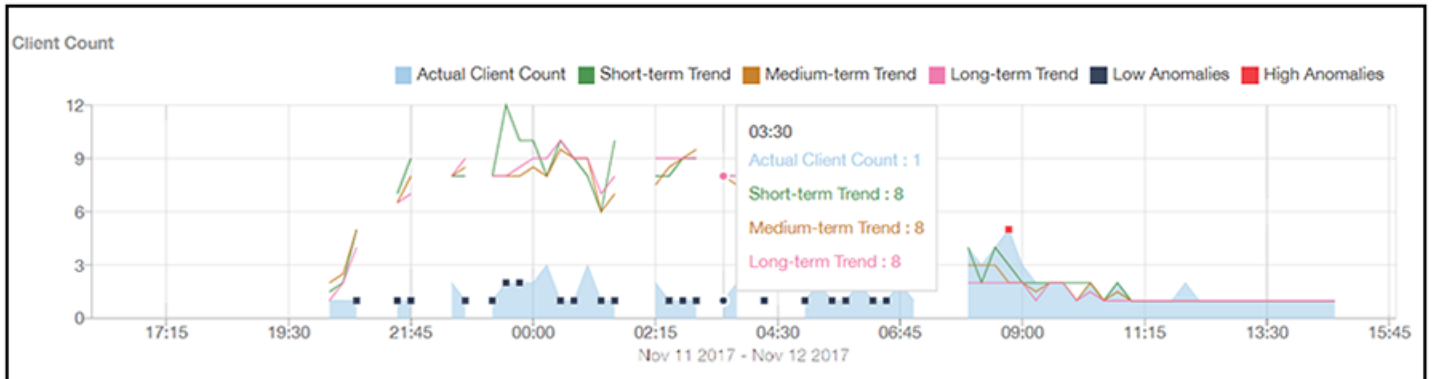 Client Count
Actual Client Count Short-term Trend Medium-term Trend Long-term Trend Low Anomalies High Anomalies
12
9
6
3
0
03:30
Actual Client Count : 1
Short-term Trend : 8
Medium-term Trend : 8
Long-term Trend : 8
17:15 19:30 21:45 00:00 02:15 04:30 06:45 09:00 11:15 13:30 15:45
Nov 11 2017 - Nov 12 2017